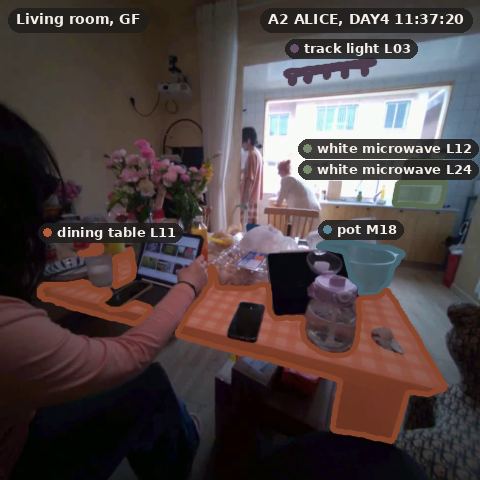 Living room, GF
A2 ALICE, DAY4 11:37:20
track light L03
white microwave L12
white microwave L24
dining table L11
pot M18